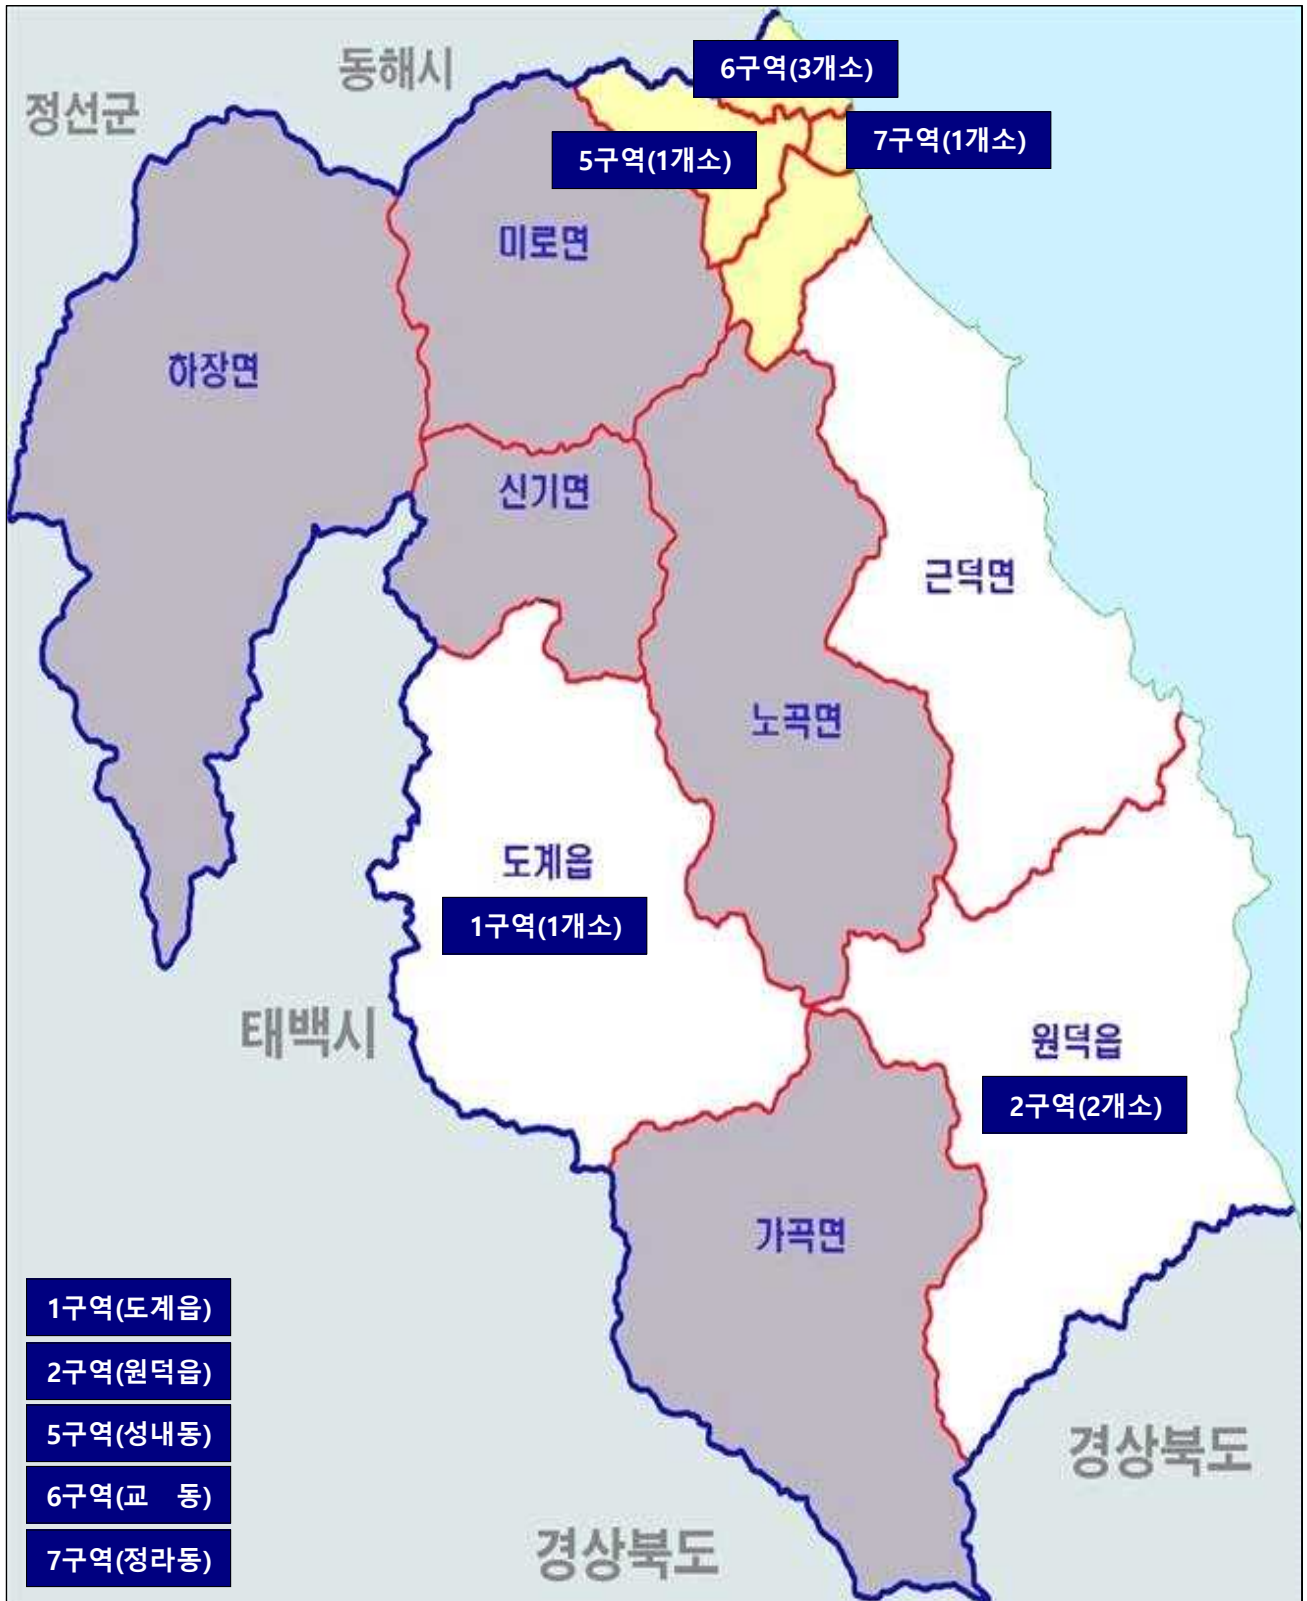 동해시
6구역(3개소)
정선군
7구역(1개소)
5구역(1개소)
미로면
하장면
신기면
근덕면
노곡면
도계읍
1구역(1개소)
태백시
원덕읍
2구역(2개소)
가곡면
1구역(도계읍)
2구역(원덕읍)
5구역(성내동)
6구역(교 동)
7구역(정라동)
경상북도
경상북도